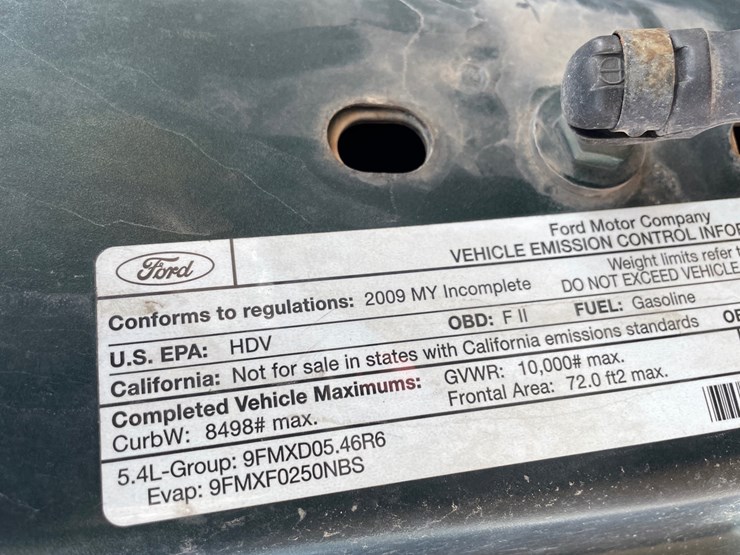 Ford
Ford Motor Company
VEHICLE EMISSION CONTROL
Conforms to regulations: 2009 MY Incomplete
Weight limits refer
DO NOT EXCEED VEHICLE
U.S. EPA: HDV OBD: F II FUEL: Gasoline
California: Not for sale in states with California emissions standards
Completed Vehicle Maximums: GVWR: 10,000# max.
CurbW: 8498# max. Frontal Area: 72.0 ft2 max.
5.4L-Group: 9FMXD05.46R6
Evap: 9FMXF0250NBS